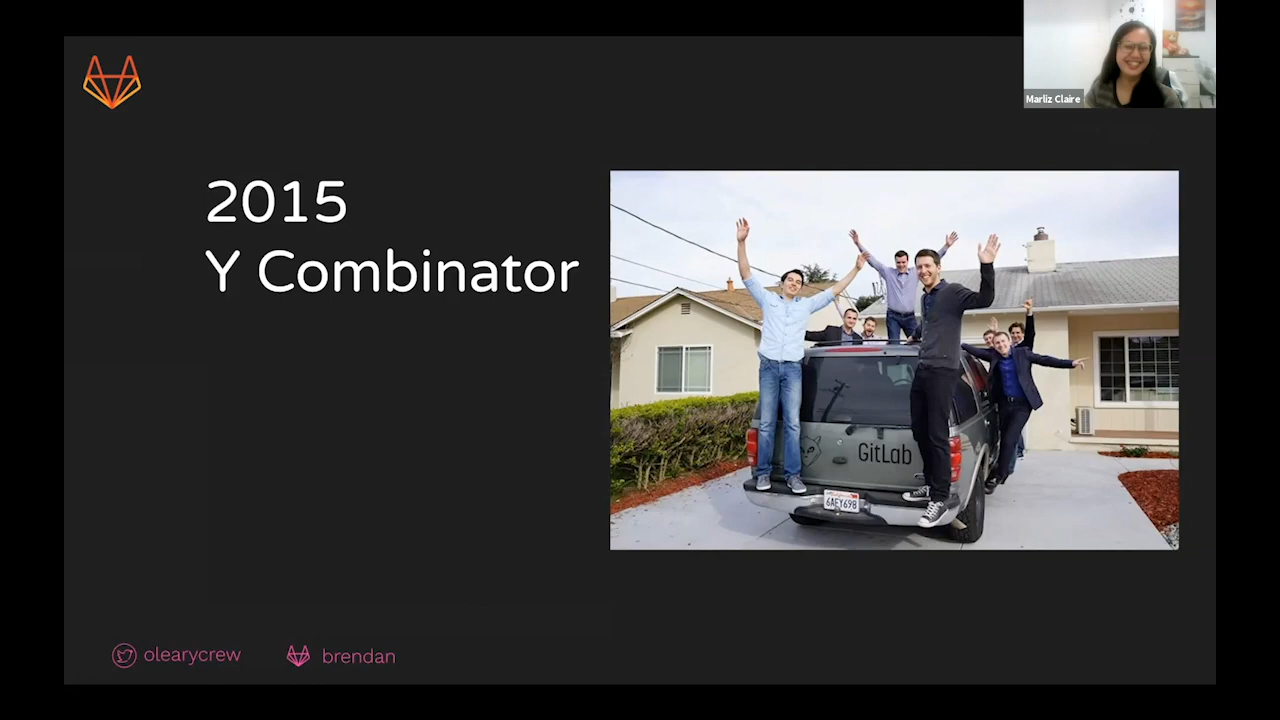 Marliz Claire
2015
Y Combinator
GitLab
6AEY698
olearycrew
brendan